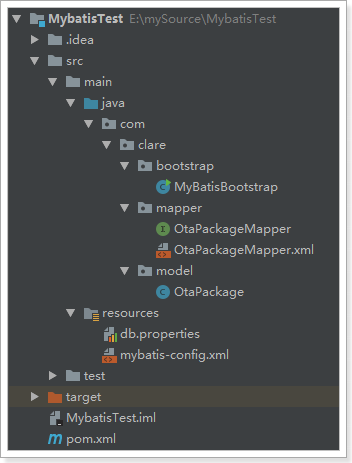 MybatisTest E:\mySource\MybatisTest
.idea
src
main
java
com
clare
bootstrap
MyBatisBootstrap
mapper
OtaPackageMapper
OtaPackageMapper.xml
model
OtaPackage
resources
db.properties
mybatis-config.xml
test
target
MybatisTest.iml
pom.xml